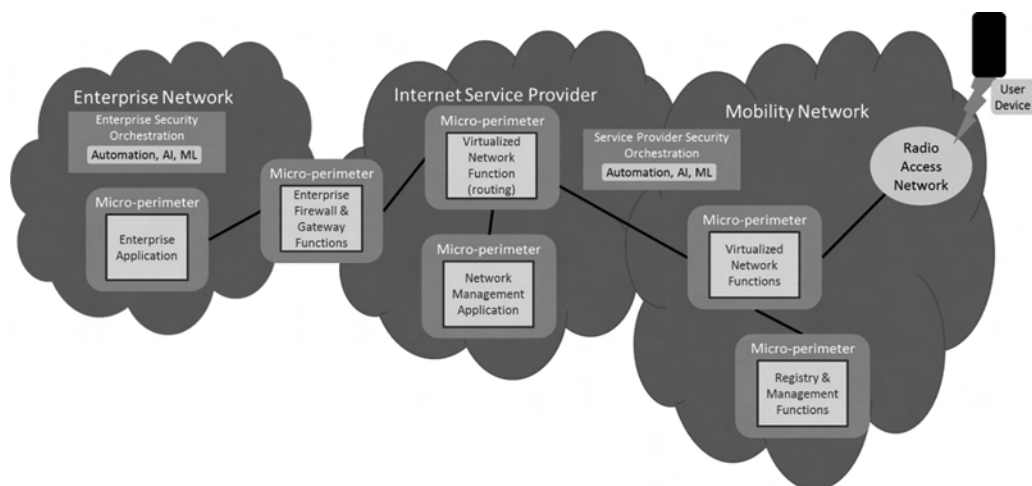 Enterprise Network
Enterprise Security
Orchestration
Automation, AI, ML
Micro-perimeter
Enterprise
Application
Micro-perimeter
Enterprise
Firewall &
Gateway
Functions
Internet Service Provider
Micro-perimeter
Virtualized
Network
Function
(routing)
Micro-perimeter
Network
Management
Application
Service Provider Security
Orchestration
Automation, AI, ML
Mobility Network
Micro-perimeter
Virtualized
Network
Functions
Micro-perimeter
Registry &
Management
Functions
Radio
Access
Network
User
Device